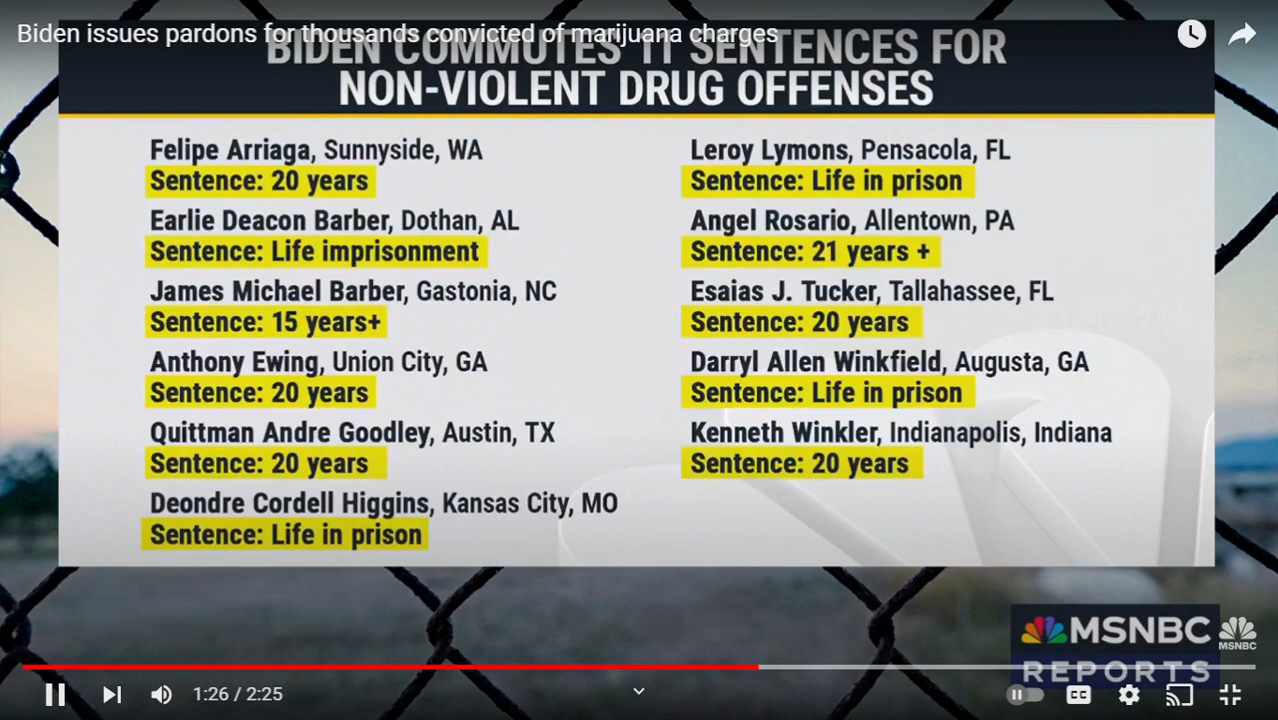 Biden issues pardons for thousands convicted of marijuana charges
BIDEN COMMUTES 11 SENTENCES FOR
NON-VIOLENT DRUG OFFENSES
Felipe Arriaga, Sunnyside, WA
Sentence: 20 years
Earlie Deacon Barber, Dothan, AL
Sentence: Life imprisonment
James Michael Barber, Gastonia, NC
Sentence: 15 years+
Anthony Ewing, Union City, GA
Sentence: 20 years
Quittman Andre Goodley, Austin, TX
Sentence: 20 years
Deondre Cordell Higgins, Kansas City, MO
Sentence: Life in prison
Leroy Lymons, Pensacola, FL
Sentence: Life in prison
Angel Rosario, Allentown, PA
Sentence: 21 years +
Esaias J. Tucker, Tallahassee, FL
Sentence: 20 years
Darryl Allen Winkfield, Augusta, GA
Sentence: Life in prison
Kenneth Winkler, Indianapolis, Indiana
Sentence: 20 years
MSNBC
REPORTS
MSNBC
1:26 / 2:25
CC